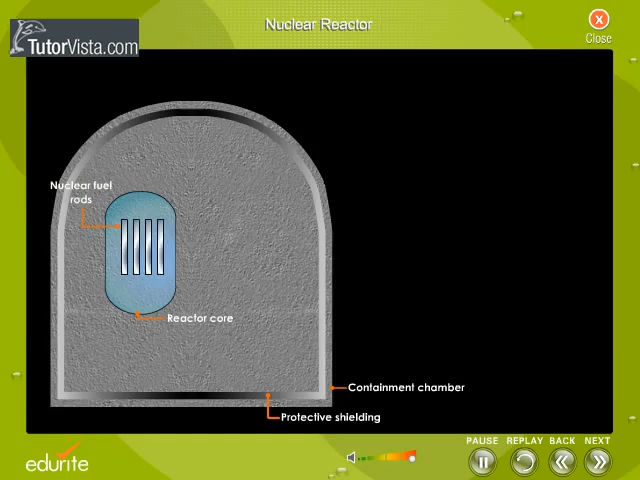 Nuclear Reactor
TutorVista.com
X
Close
Nuclear fuel
rods
Reactor core
Containment chamber
Protective shielding
PAUSE REPLAY BACK NEXT
edurite